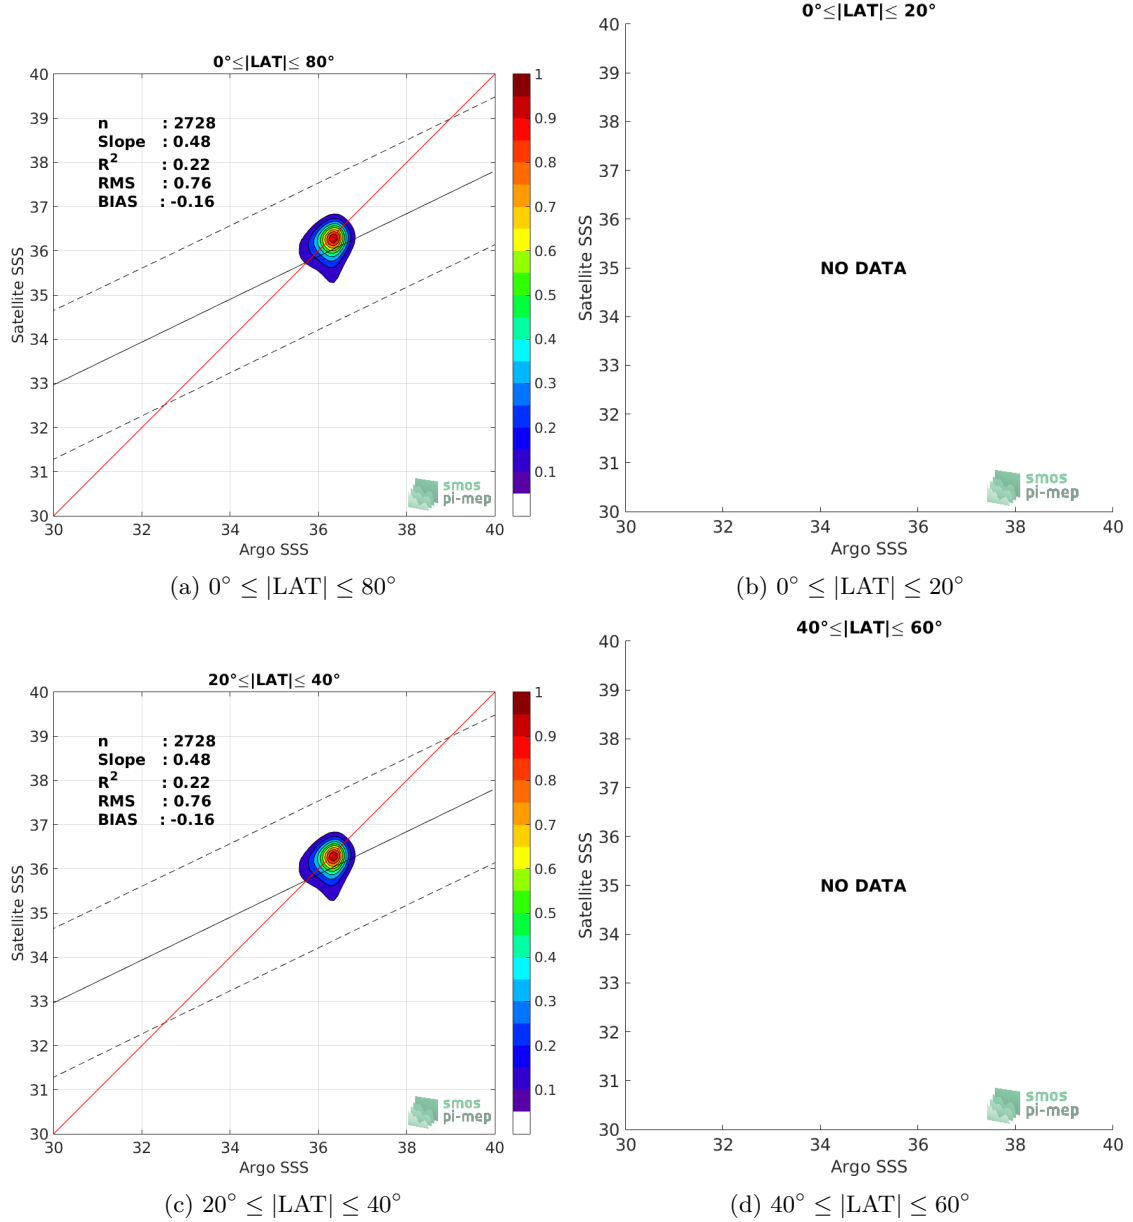 0°≤|LAT|≤ 80°
40
39
38
37
36
35
34
33
32
31
30
Satellite SSS
n : 2728
Slope : 0.48
R2 : 0.22
RMS : 0.76
BIAS : -0.16
smos
pi-mep
30 32 34 36 38 40
Argo SSS
1
0.9
0.8
0.7
0.6
0.5
0.4
0.3
0.2
0.1
(a) 0° ≤ |LAT| ≤ 80°
0°≤|LAT|≤ 20°
40
39
38
37
36
35
34
33
32
31
30
Satellite SSS
NO DATA
smos
pi-mep
30 32 34 36 38 40
Argo SSS
(b) 0° ≤ |LAT| ≤ 20°
20°≤|LAT|≤ 40°
40
39
38
37
36
35
34
33
32
31
30
Satellite SSS
n : 2728
Slope : 0.48
R2 : 0.22
RMS : 0.76
BIAS : -0.16
smos
pi-mep
30 32 34 36 38 40
Argo SSS
1
0.9
0.8
0.7
0.6
0.5
0.4
0.3
0.2
0.1
(c) 20° ≤ |LAT| ≤ 40°
40°≤|LAT|≤ 60°
40
39
38
37
36
35
34
33
32
31
30
Satellite SSS
NO DATA
smos
pi-mep
30 32 34 36 38 40
Argo SSS
(d) 40° ≤ |LAT| ≤ 60°